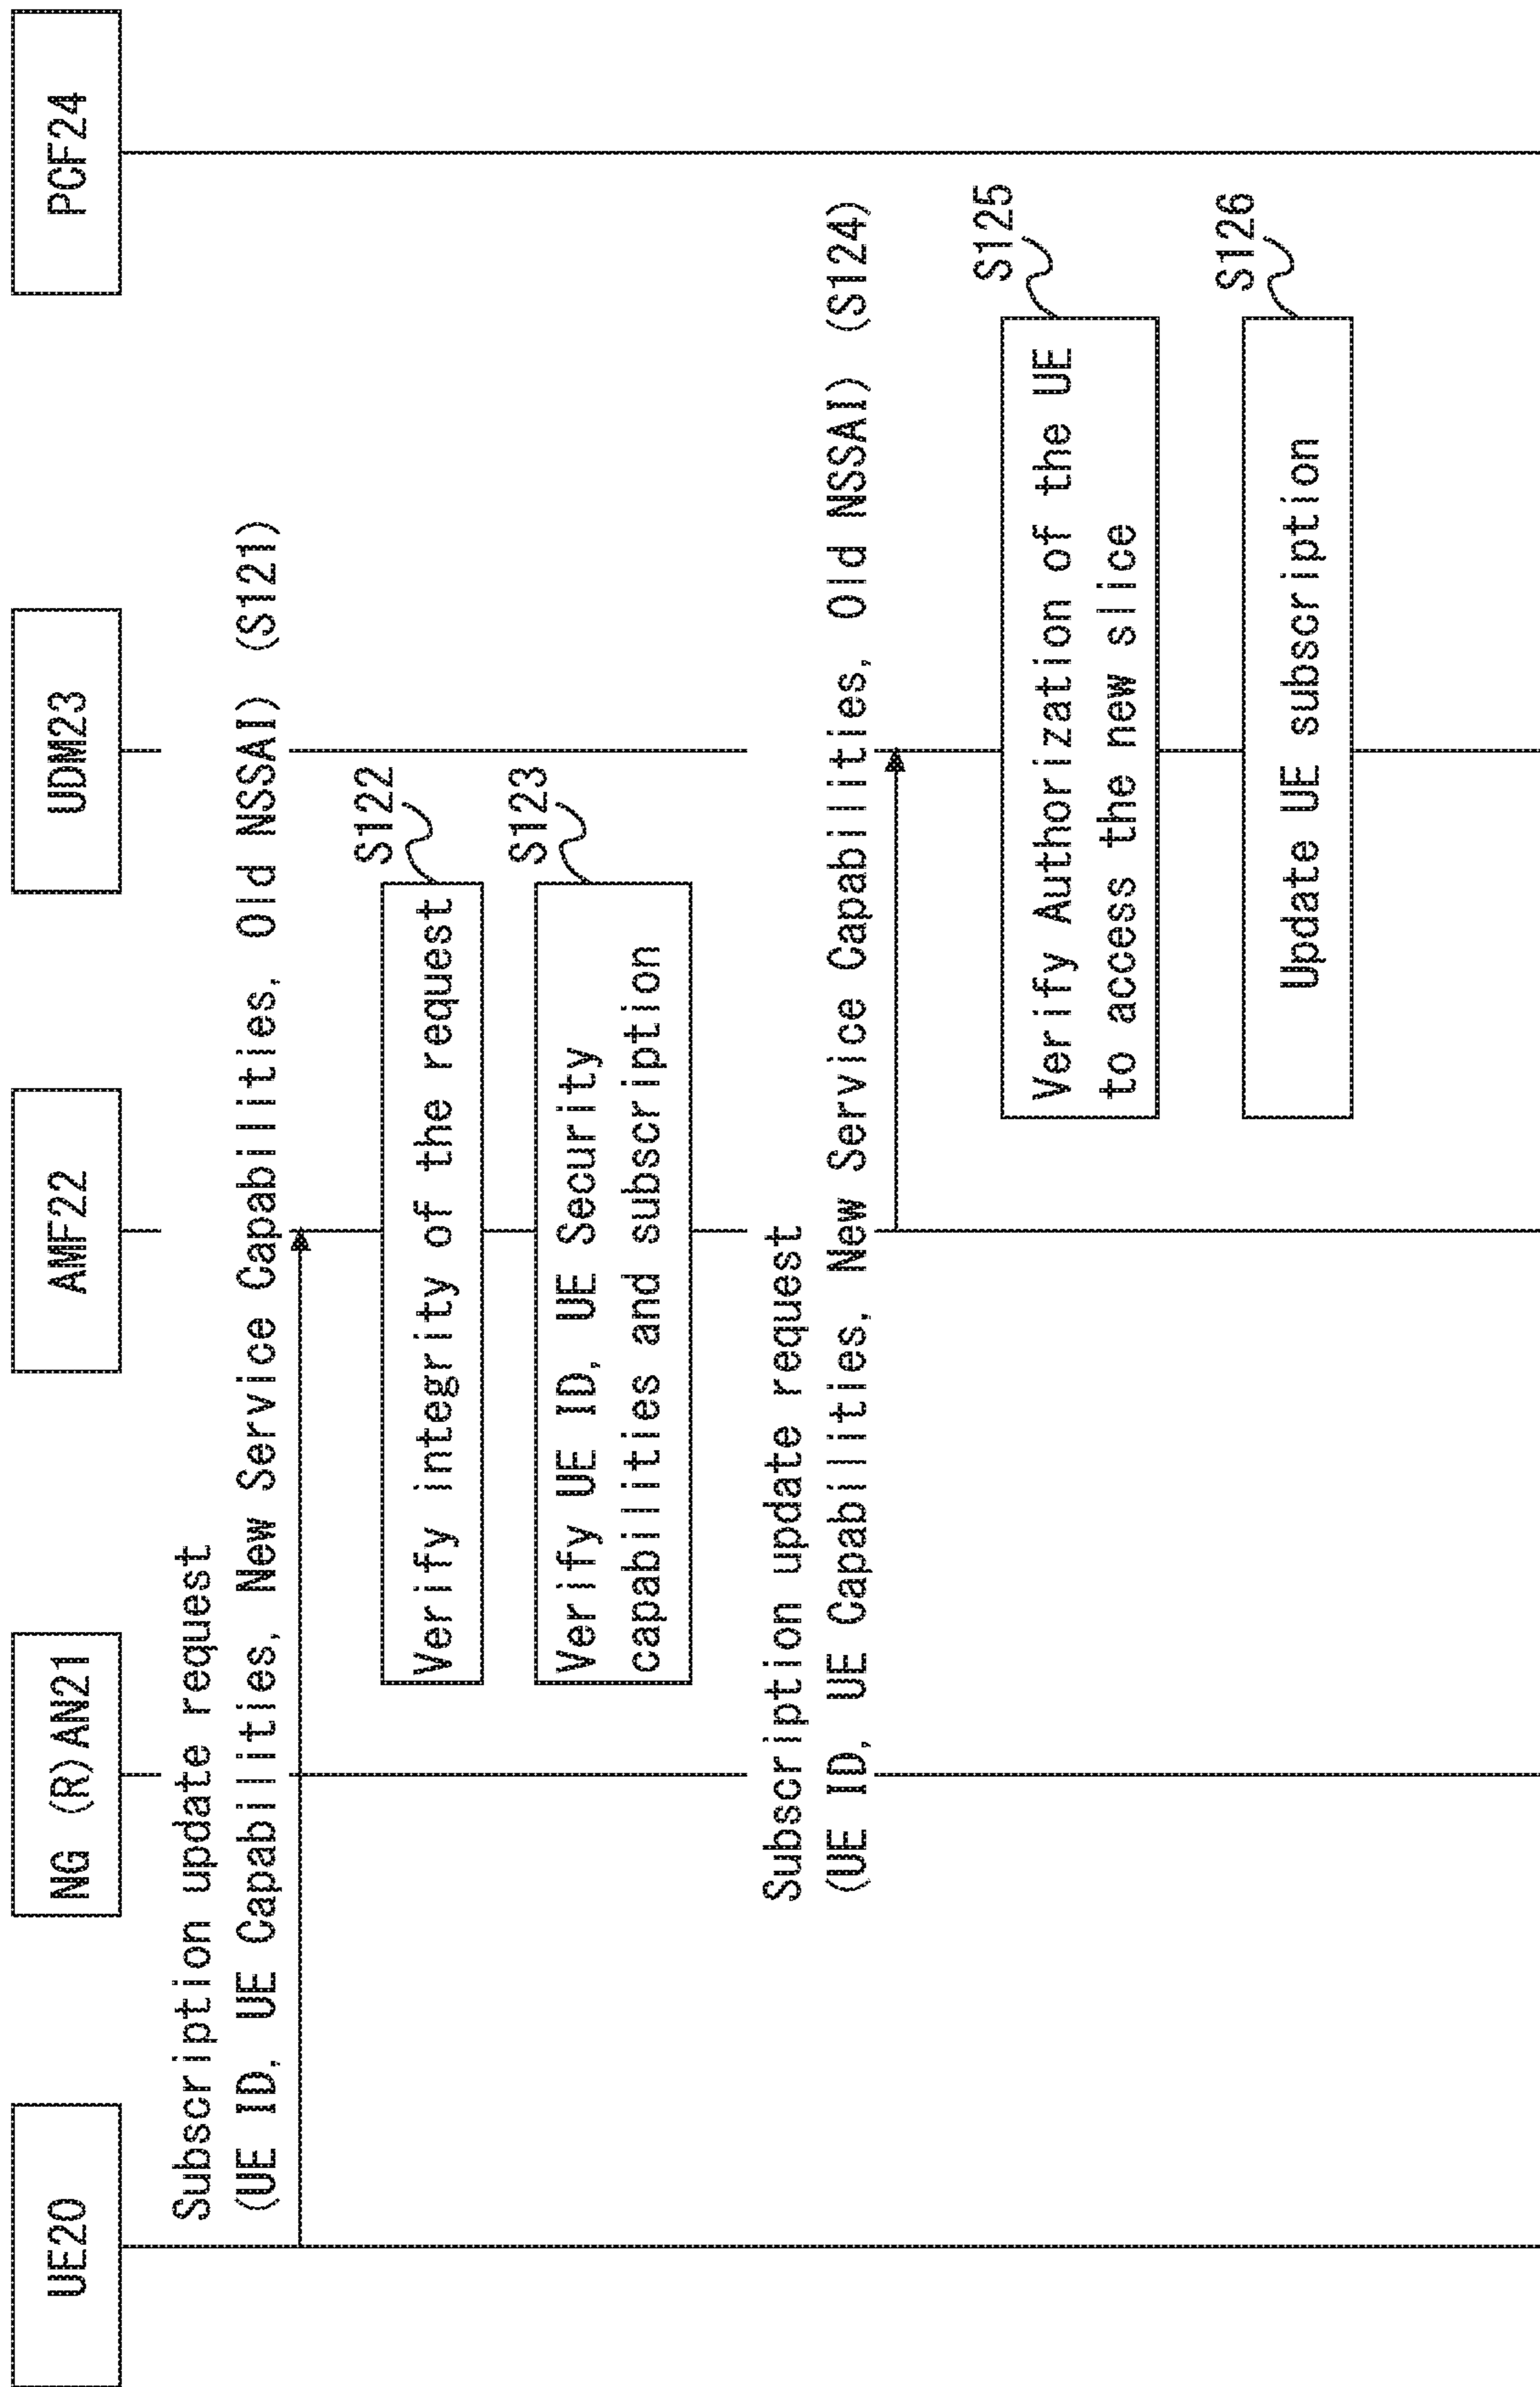 UE20
NG (R)AN21
AMF22
UDM23
PCF24
Subscription update request
(UE ID, UE Capabilities, New Service Capabilities, Old NSSAI) (S121)
S122
Verify integrity of the request
S123
Verify UE ID, UE Security
capabilities and subscription
Subscription update request
(UE ID, UE Capabilities, New Service Capabilities, Old NSSAI) (S124)
S125
Verify Authorization of the UE
to access the new slice
S126
Update UE subscription